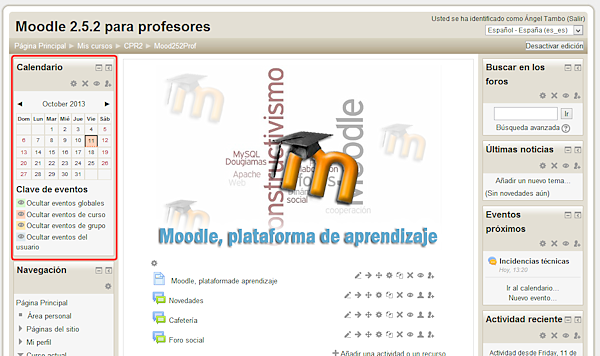 Moodle 2.5.2 para profesores
Usted se ha identificado como Ángel Tambo (Salir)
Español - España (es_es)
Página Principal ► Mis cursos ► CPR2 ► Mood252Prof
Desactivar edición
Calendario
◄ October 2013 ►
Dom Lun Mar Mié Jue Vie Sáb
1 2 3 4 5
6 7 8 9 10 11 12
13 14 15 16 17 18 19
20 21 22 23 24 25 26
27 28 29 30 31
Clave de eventos
Ocultar eventos globales
Ocultar eventos de curso
Ocultar eventos de grupo
Ocultar eventos del
usuario
Navegación
Página Principal
Área personal
Páginas del sitio
Mi perfil
Curso actual
constructivismo
Moodle
MySQL
Dougiamas
Apache
Web
social
cooperación
Moodle, plataforma de aprendizaje
Moodle, plataformade aprendizaje
Novedades
Cafetería
Foro social
Añadir una actividad o un recurso
Buscar en los
foros
Ir
Búsqueda avanzada
Últimas noticias
Añadir un nuevo tema...
(Sin novedades aún)
Eventos
próximos
Incidencias técnicas
Hoy, 13:20
Ir al calendario...
Nuevo evento...
Actividad reciente
Actividad desde Friday, 11 de